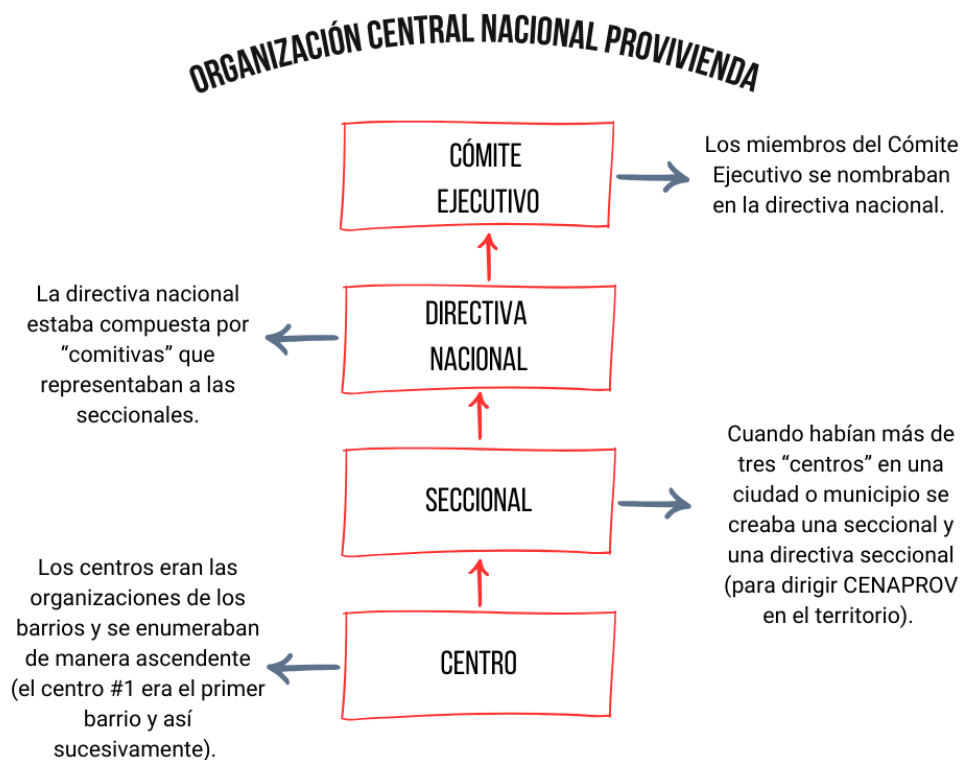 ORGANIZACIÓN CENTRAL NACIONAL PROVIVIENDA
CÓMITE
EJECUTIVO
Los miembros del Cómite
Ejecutivo se nombraban
en la directiva nacional.
La directiva nacional
estaba compuesta por
“comitivas” que
representaban a las
seccionales.
DIRECTIVA
NACIONAL
SECCIONAL
Cuando habían más de
tres “centros” en una
ciudad o municipio se
creaba una seccional y
una directiva seccional
(para dirigir CENAPROV
en el territorio).
Los centros eran las
organizaciones de los
barrios y se enumeraban
de manera ascendente
(el centro #1 era el primer
barrio y así
sucesivamente).
CENTRO